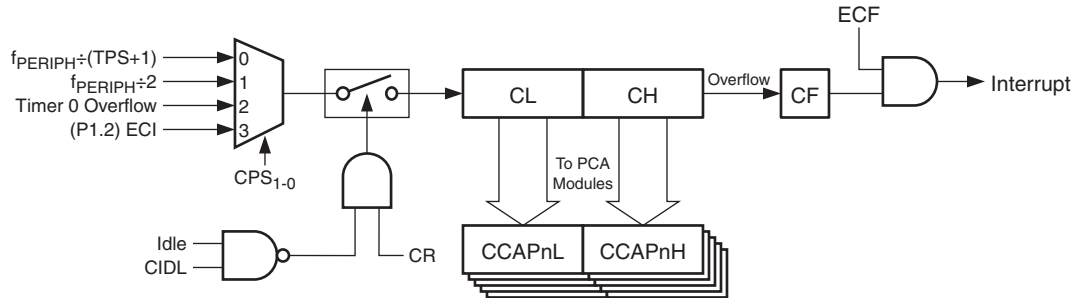 ECF
fPERIPH÷(TPS+1)
0
fPERIPH÷2
1
Timer 0 Overflow
2
(P1.2) ECI
3
CPS1-0
CL
CH
Overflow
CF
Interrupt
To PCA
Modules
Idle
CIDL
CR
CCAPnL
CCAPnH